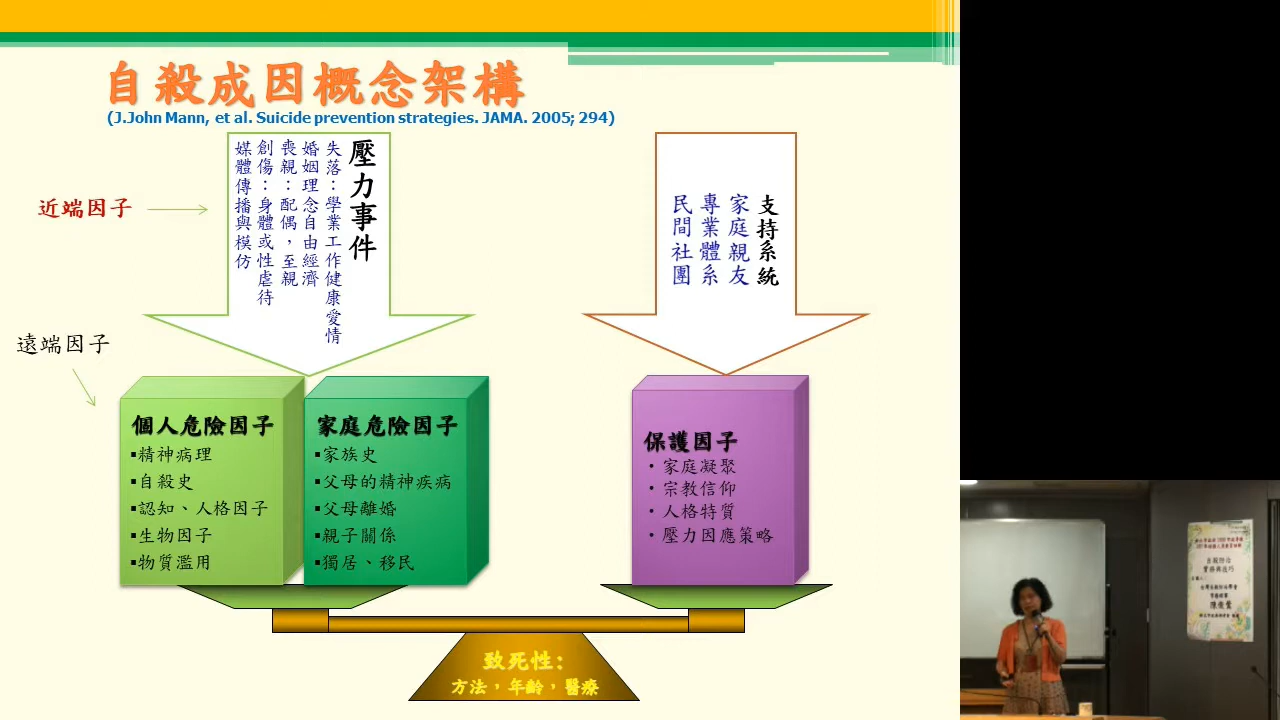 自殺成因概念架構
(J.John Mann, et al. Suicide prevention strategies. JAMA. 2005; 294)
壓力事件
失落：學業工作健康愛情
婚姻理念自由經濟
喪親：配偶，至親
創傷：身體或性虐待
媒體傳播與模仿
支持系統
家庭親友
專業體系
民間社團
近端因子
遠端因子
個人危險因子
▪精神病理
▪自殺史
▪認知、人格因子
▪生物因子
▪物質濫用
家庭危險因子
▪家族史
▪父母的精神疾病
▪父母離婚
▪親子關係
▪獨居、移民
保護因子
• 家庭凝聚
• 宗教信仰
• 人格特質
• 壓力因應策略
致死性:
方法，年齡，醫療
自殺防治
實務與技巧